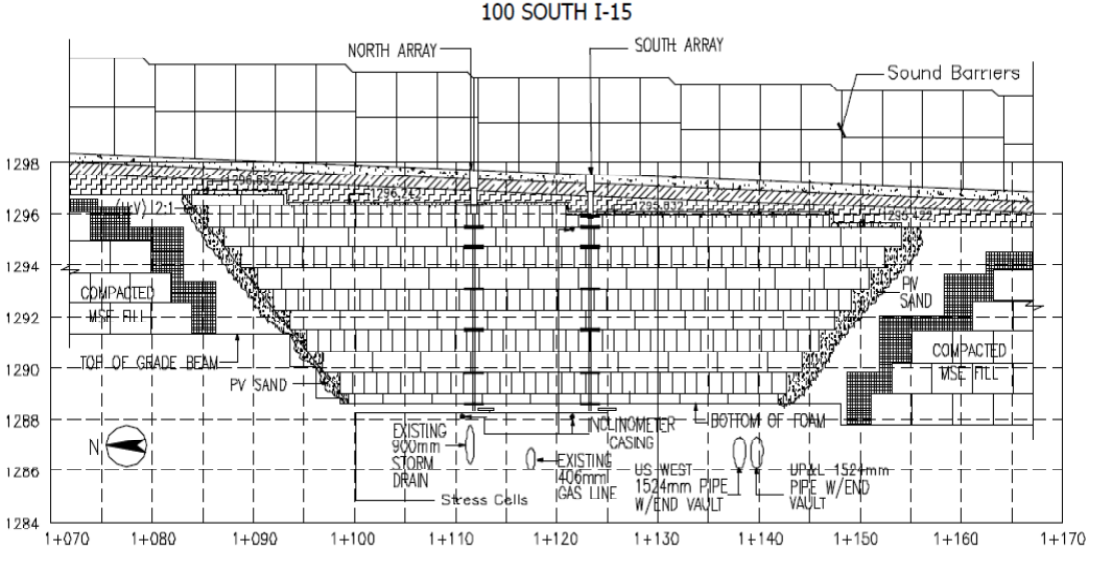 100 SOUTH I-15
NORTH ARRAY
SOUTH ARRAY
Sound Barriers
1298
1296
1294
1292
1290
1288
1286
1284
1296.652
1296.242
1295.832
1295.422
2:1
COMPACTED
MSE FILL
TOP OF GRADE BEAM
PV SAND
PV
SAND
COMPACTED
MSE FILL
BOTTOM OF FOAM
INCLINOMETER
CASING
N
EXISTING
900mm
STORM
DRAIN
EXISTING
406mm
GAS LINE
US WEST
1524mm PIPE
W/END VAULT
UP&L 1524mm
PIPE W/END
VAULT
Stress Cells
1+070
1+080
1+090
1+100
1+110
1+120
1+130
1+140
1+150
1+160
1+170